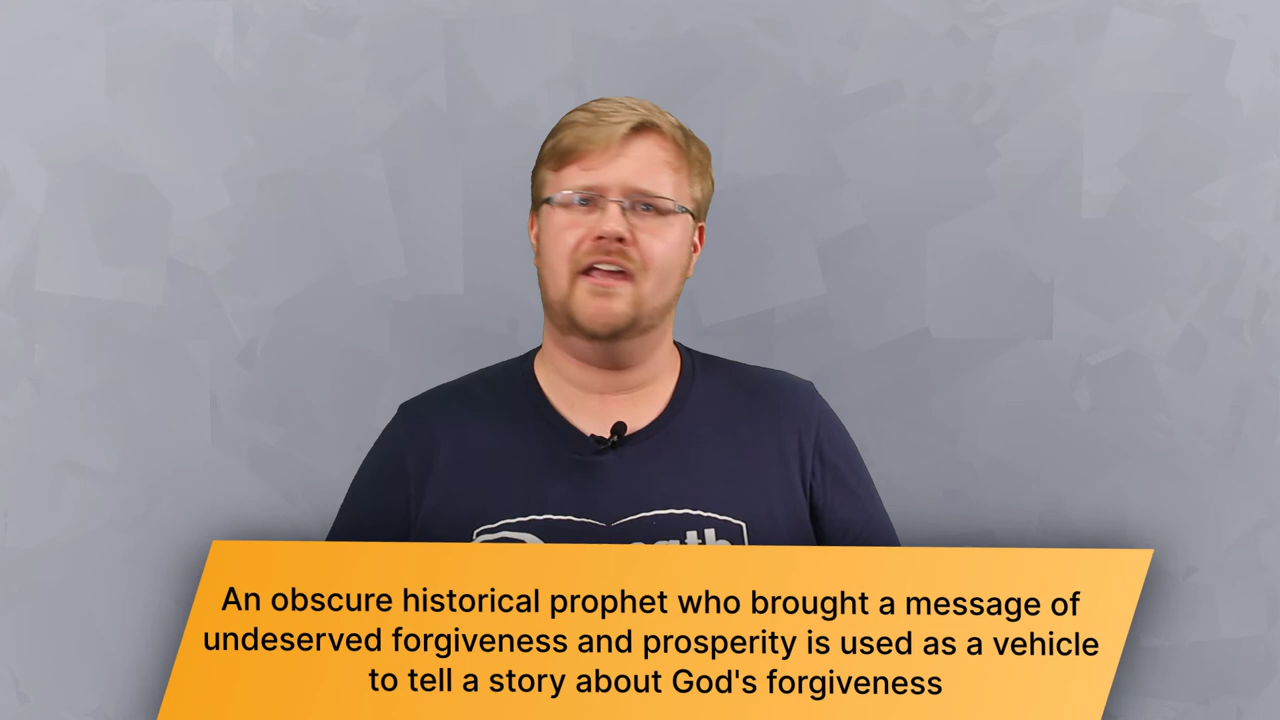 An obscure historical prophet who brought a message of
undeserved forgiveness and prosperity is used as a vehicle
to tell a story about God's forgiveness